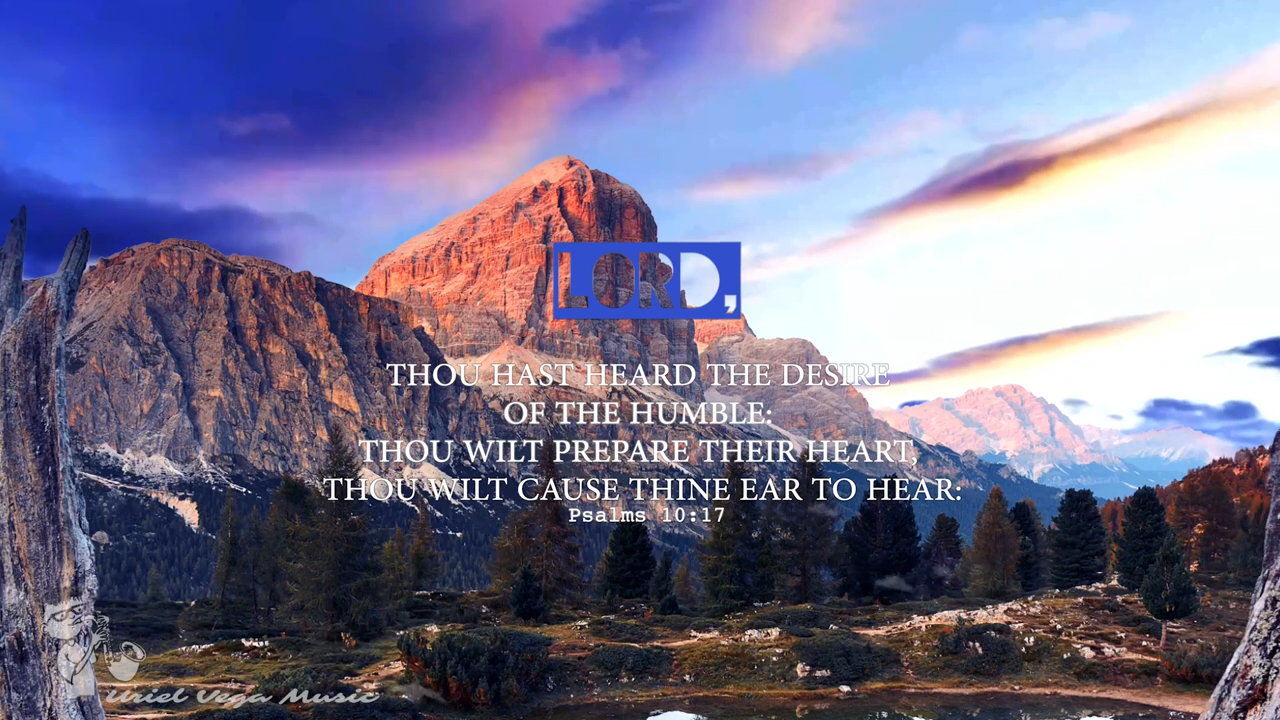 LORD,
THOU HAST HEARD THE DESIRE
OF THE HUMBLE:
THOU WILT PREPARE THEIR HEART,
THOU WILT CAUSE THINE EAR TO HEAR:
Psalms 10:17
Uriel Vega Music